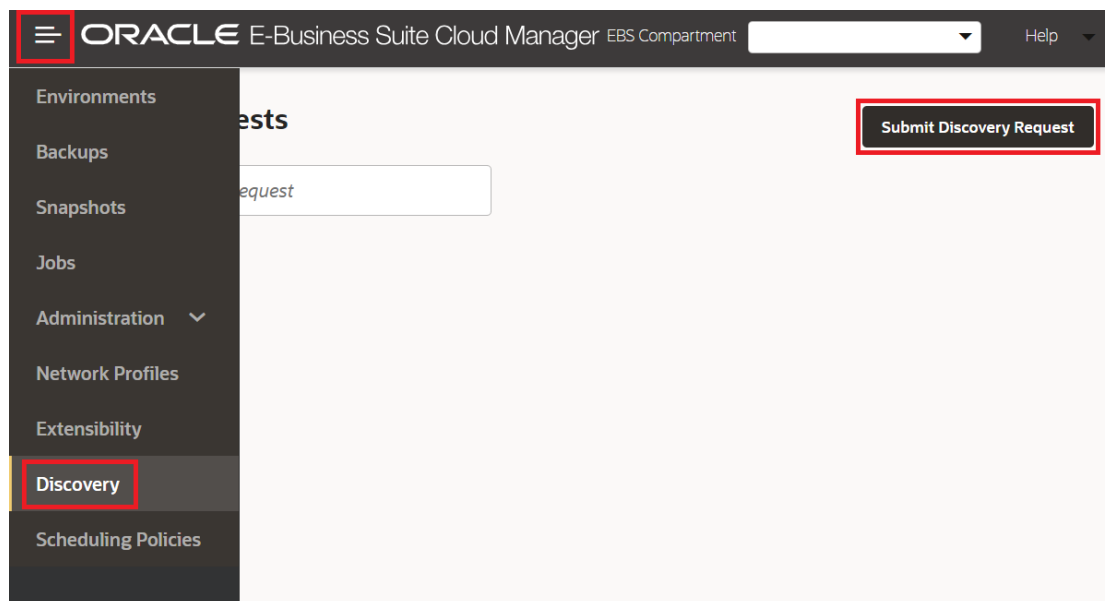 ORACLE E-Business Suite Cloud Manager EBS Compartment Help
Environments
ests
Submit Discovery Request
Backups
equest
Snapshots
Jobs
Administration
Network Profiles
Extensibility
Discovery
Scheduling Policies